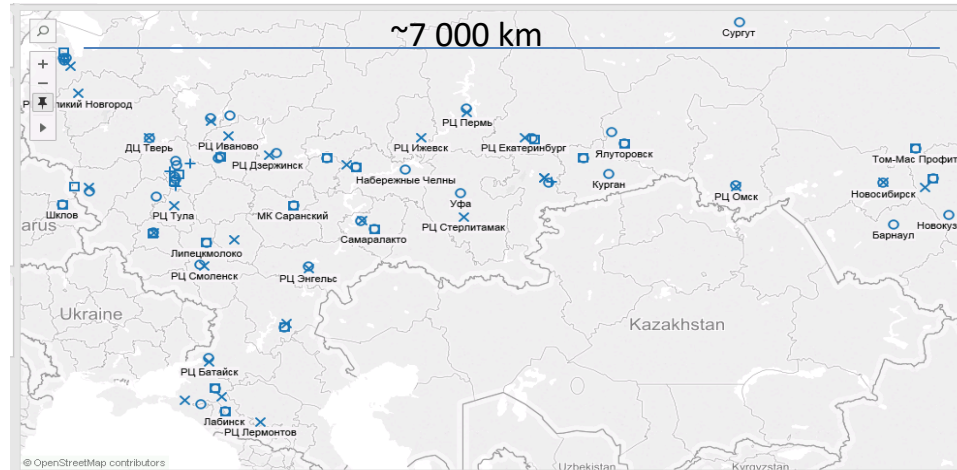 ~7 000 km
Сургут
ликий Новгород
РЦ Пермь
ДЦ Тверь
РЦ Иваново
РЦ Ижевск
РЦ Екатеринбург
Ялуторовск
Том-Мас Профит
РЦ Дзержинск
Набережные Челны
Курган
РЦ Омск
Новосибирск
Уфа
Шклов
РЦ Тула
МК Саранский
РЦ Стерлитамак
Новокуз
Барнаул
arus
Самаралакто
Липецкмолоко
РЦ Смоленск
РЦ Энгельс
Ukraine
Kazakhstan
РЦ Батайск
Лабинск
РЦ Лермонтов
© OpenStreetMap contributors
Uzbekistan
Kyrgyzstan